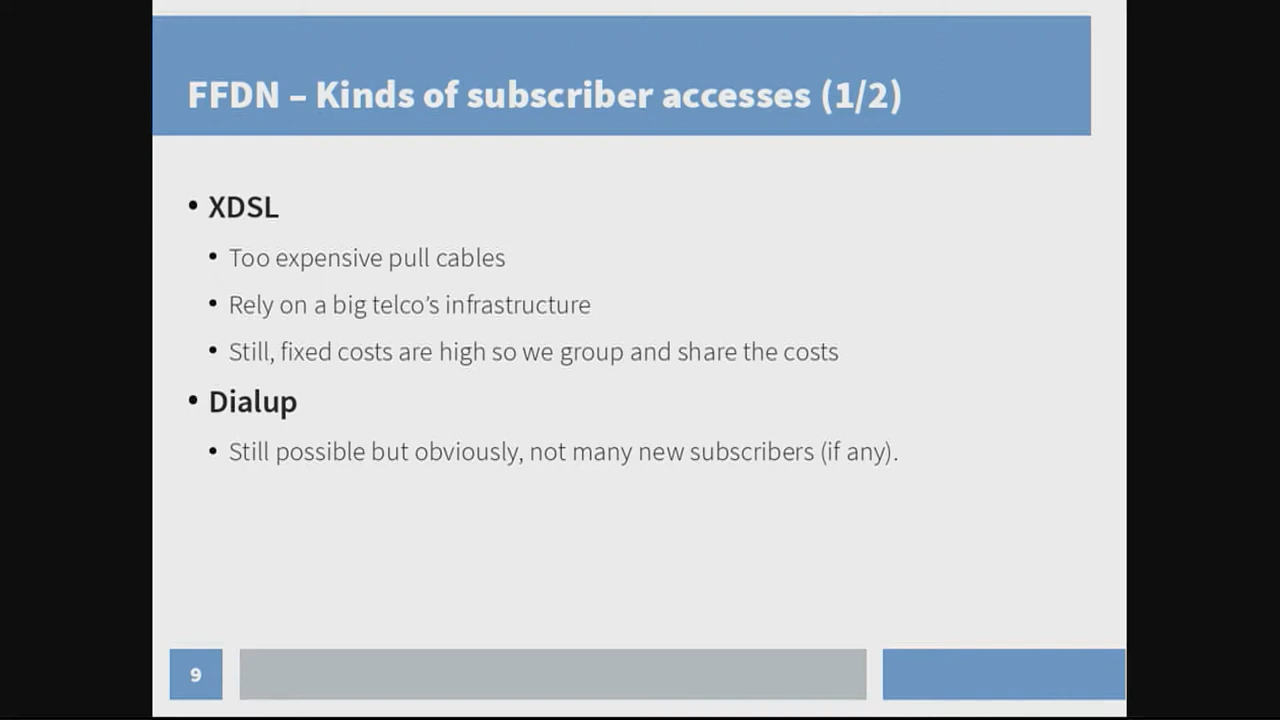 FFDN – Kinds of subscriber accesses (1/2)
• XDSL
• Too expensive pull cables
• Rely on a big telco’s infrastructure
• Still, fixed costs are high so we group and share the costs
• Dialup
• Still possible but obviously, not many new subscribers (if any).
9